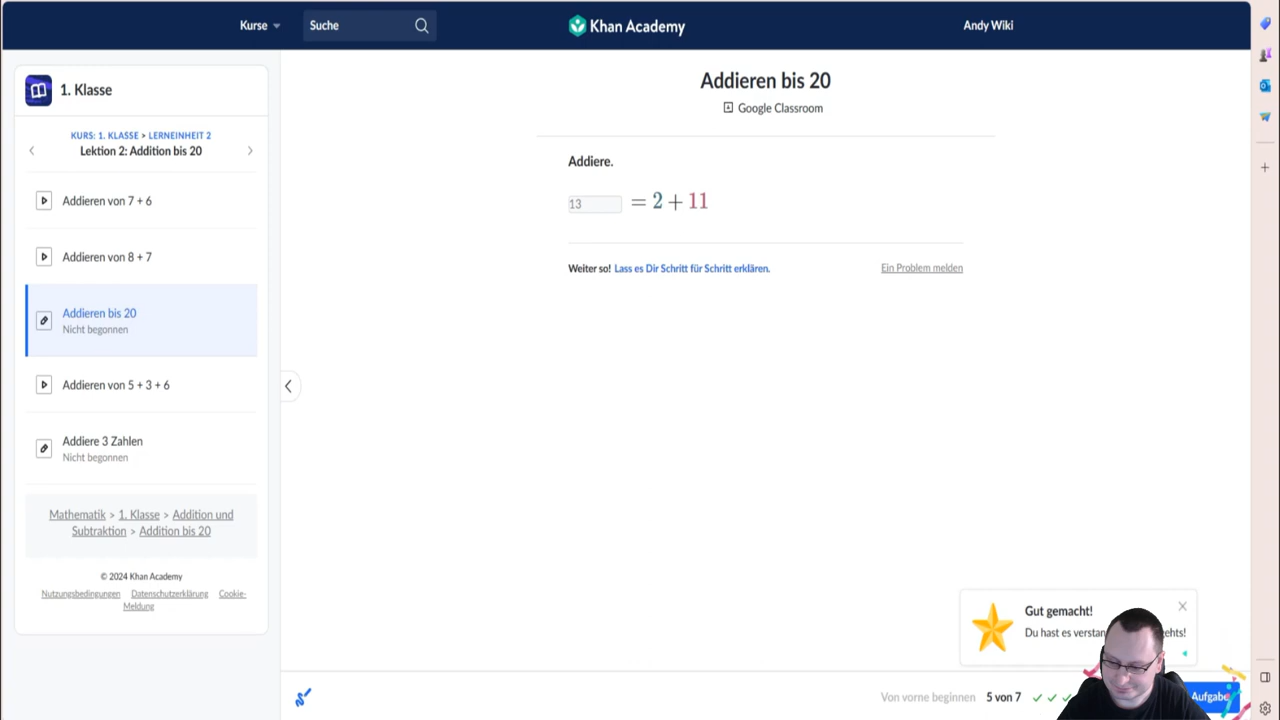 Kurse
Suche
Khan Academy
Andy Wiki
1. Klasse
KURS: 1. KLASSE > LERNEINHEIT 2
Lektion 2: Addition bis 20
Addieren von 7 + 6
Addieren von 8 + 7
Addieren bis 20
Nicht begonnen
Addieren von 5 + 3 + 6
Addiere 3 Zahlen
Nicht begonnen
Mathematik > 1. Klasse > Addition und
Subtraktion > Addition bis 20
© 2024 Khan Academy
Nutzungsbedingungen Datenschutzerklärung Cookie-
Meldung
Addieren bis 20
Google Classroom
Addiere.
13 = 2 + 11
Weiter so! Lass es Dir Schritt für Schritt erklären.
Ein Problem melden
Gut gemacht!
Du hast es
Von vorne beginnen 5 von 7